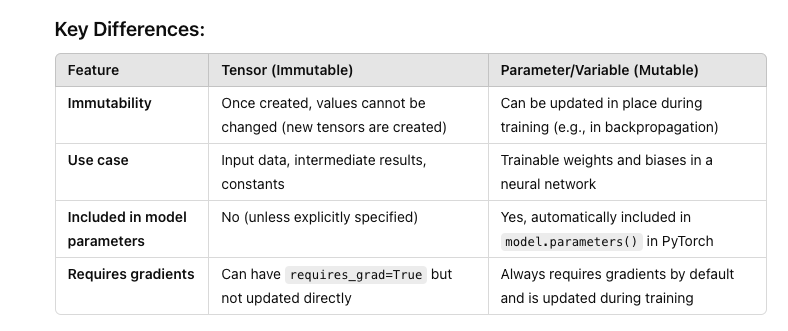 Key Differences:
Feature Tensor (Immutable) Parameter/Variable (Mutable)
Immutability Once created, values cannot be Can be updated in place during
changed (new tensors are created) training (e.g., in backpropagation)
Use case Input data, intermediate results, Trainable weights and biases in a
constants neural network
Included in model No (unless explicitly specified) Yes, automatically included in
parameters model.parameters() in PyTorch
Requires gradients Can have requires_grad=True but Always requires gradients by default
not updated directly and is updated during training